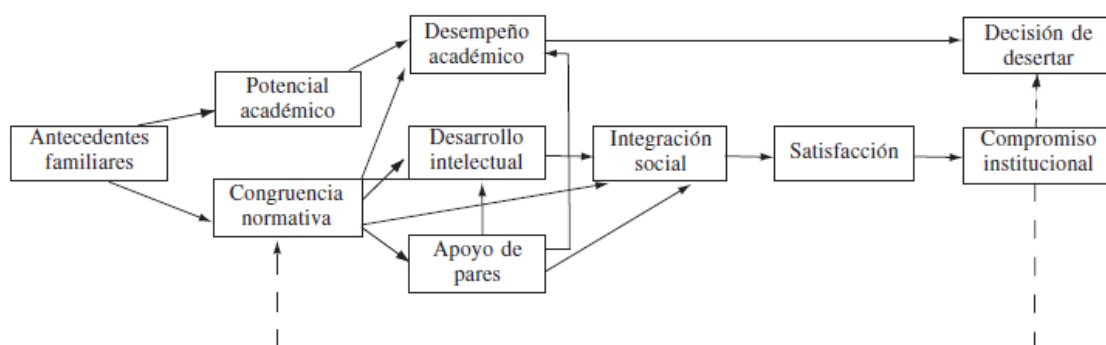 Desempeño
académico
Decisión de
desertar
Potencial
académico
Antecedentes
familiares
Desarrollo
intelectual
Integración
social
Satisfacción
Compromiso
institucional
Congruencia
normativa
Apoyo de
pares